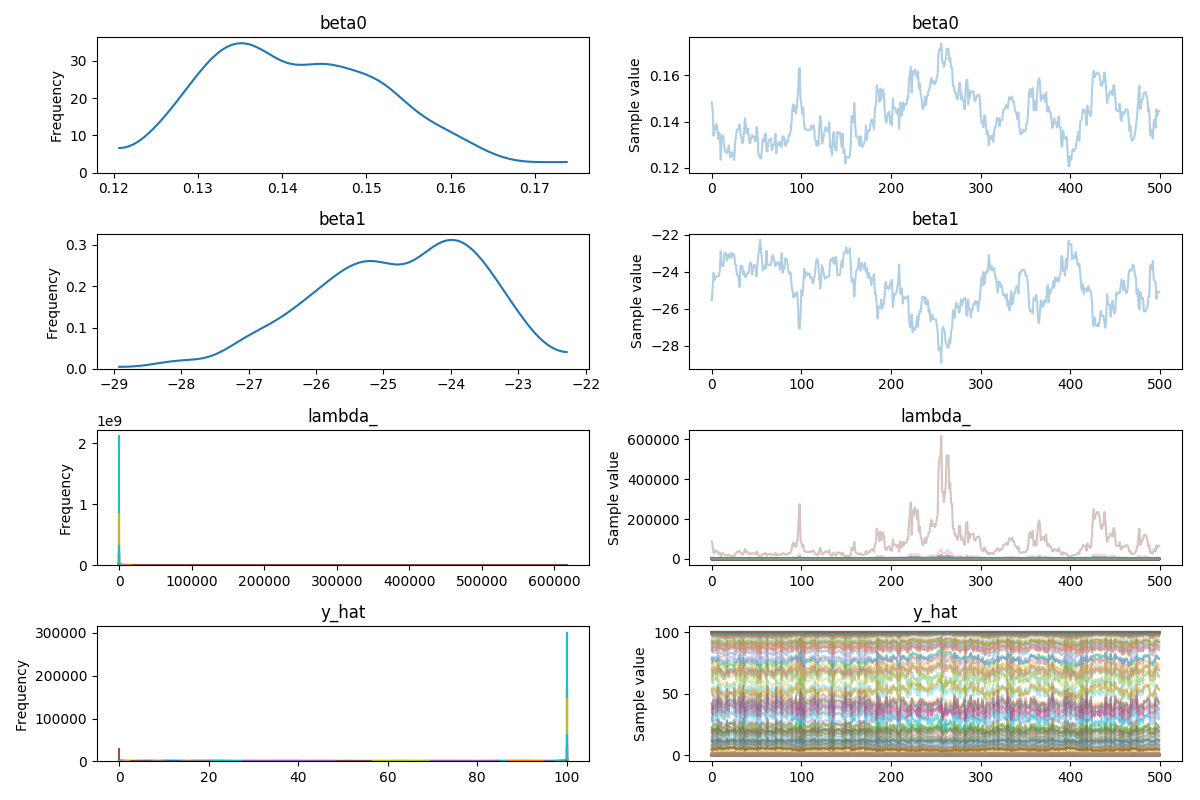 beta0
Frequency
30
20
10
0
0.12 0.13 0.14 0.15 0.16 0.17
beta0
Sample value
0.16
0.14
0.12
0 100 200 300 400 500
beta1
Frequency
0.3
0.2
0.1
0.0
−29 −28 −27 −26 −25 −24 −23 −22
beta1
Sample value
−22
−24
−26
−28
0 100 200 300 400 500
lambda_
1e9
Frequency
2
1
0
0 100000 200000 300000 400000 500000 600000
lambda_
Sample value
600000
400000
200000
0
0 100 200 300 400 500
y_hat
Frequency
300000
200000
100000
0
0 20 40 60 80 100
y_hat
Sample value
100
50
0
0 100 200 300 400 500